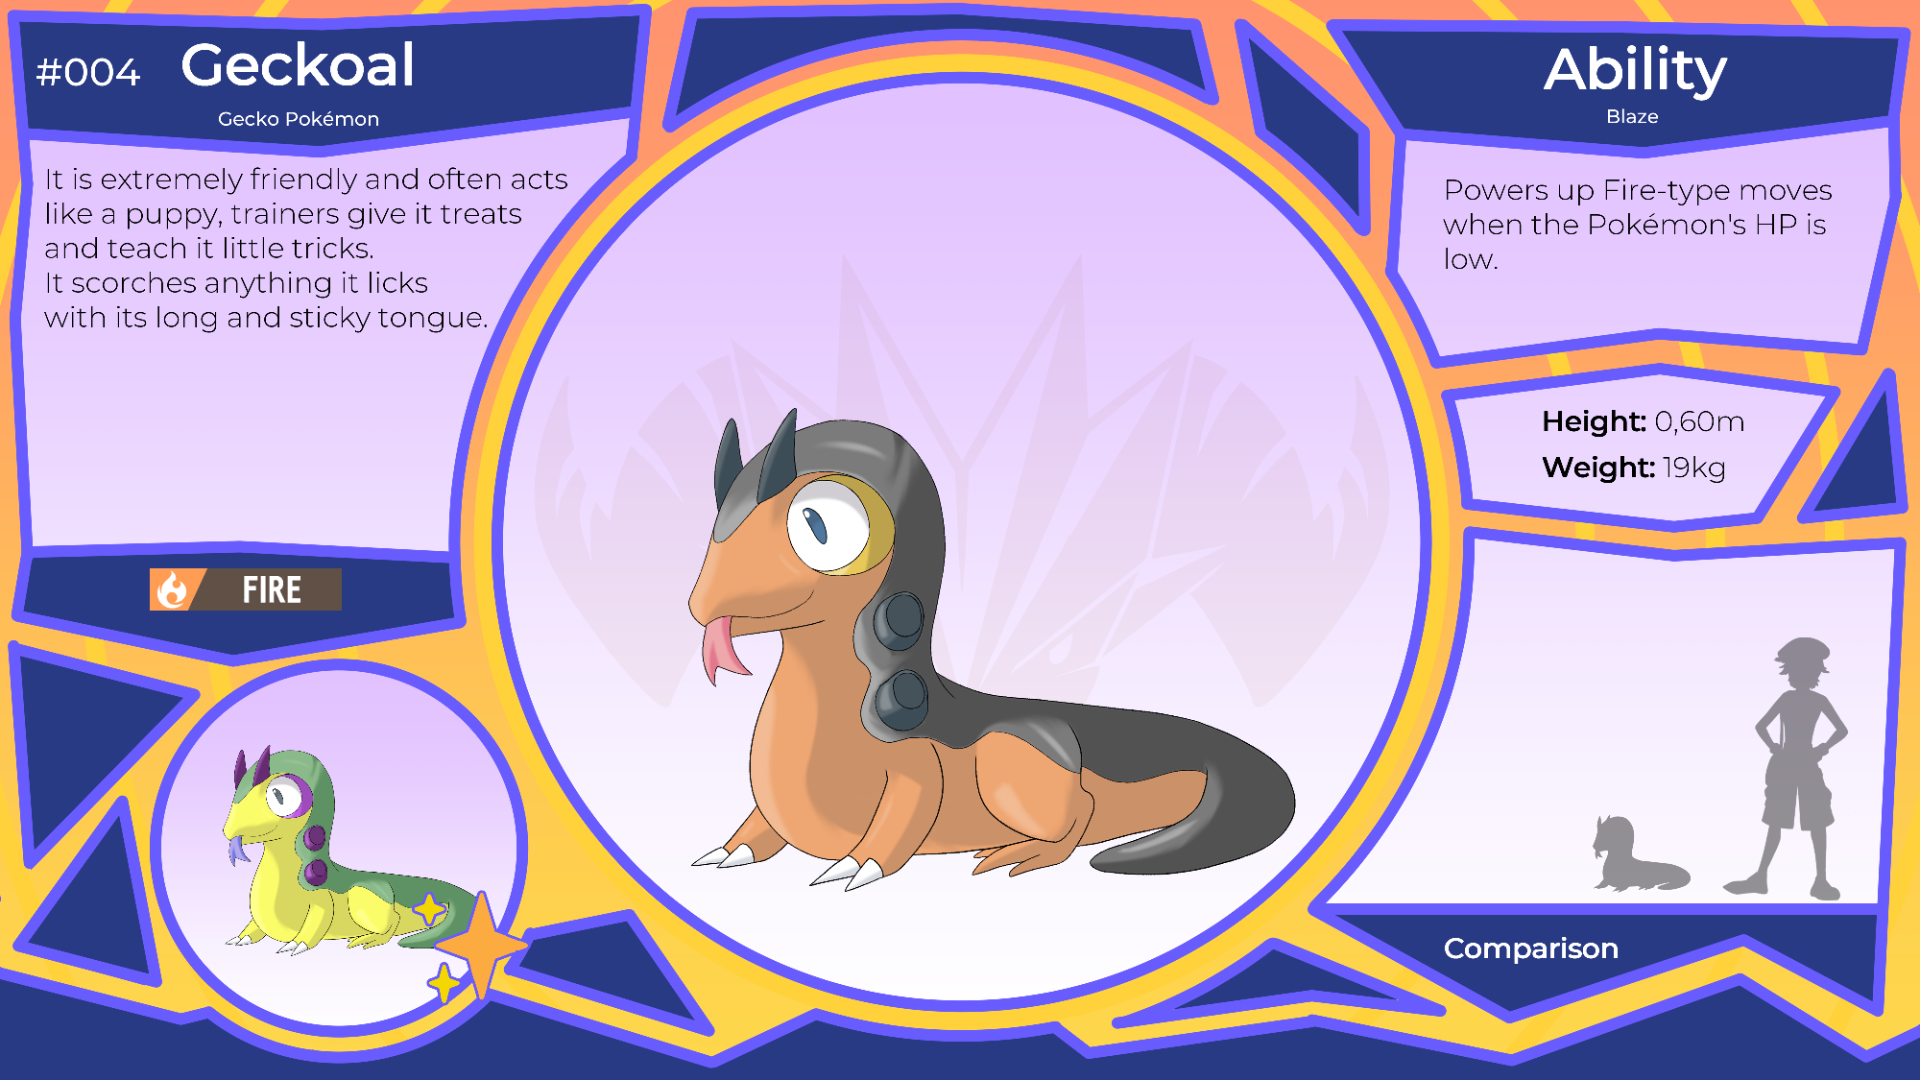 #004 Geckoal
Gecko Pokémon
It is extremely friendly and often acts
like a puppy, trainers give it treats
and teach it little tricks.
It scorches anything it licks
with its long and sticky tongue.
FIRE
Ability
Blaze
Powers up Fire-type moves
when the Pokémon's HP is
low.
Height: 0,60m
Weight: 19kg
Comparison